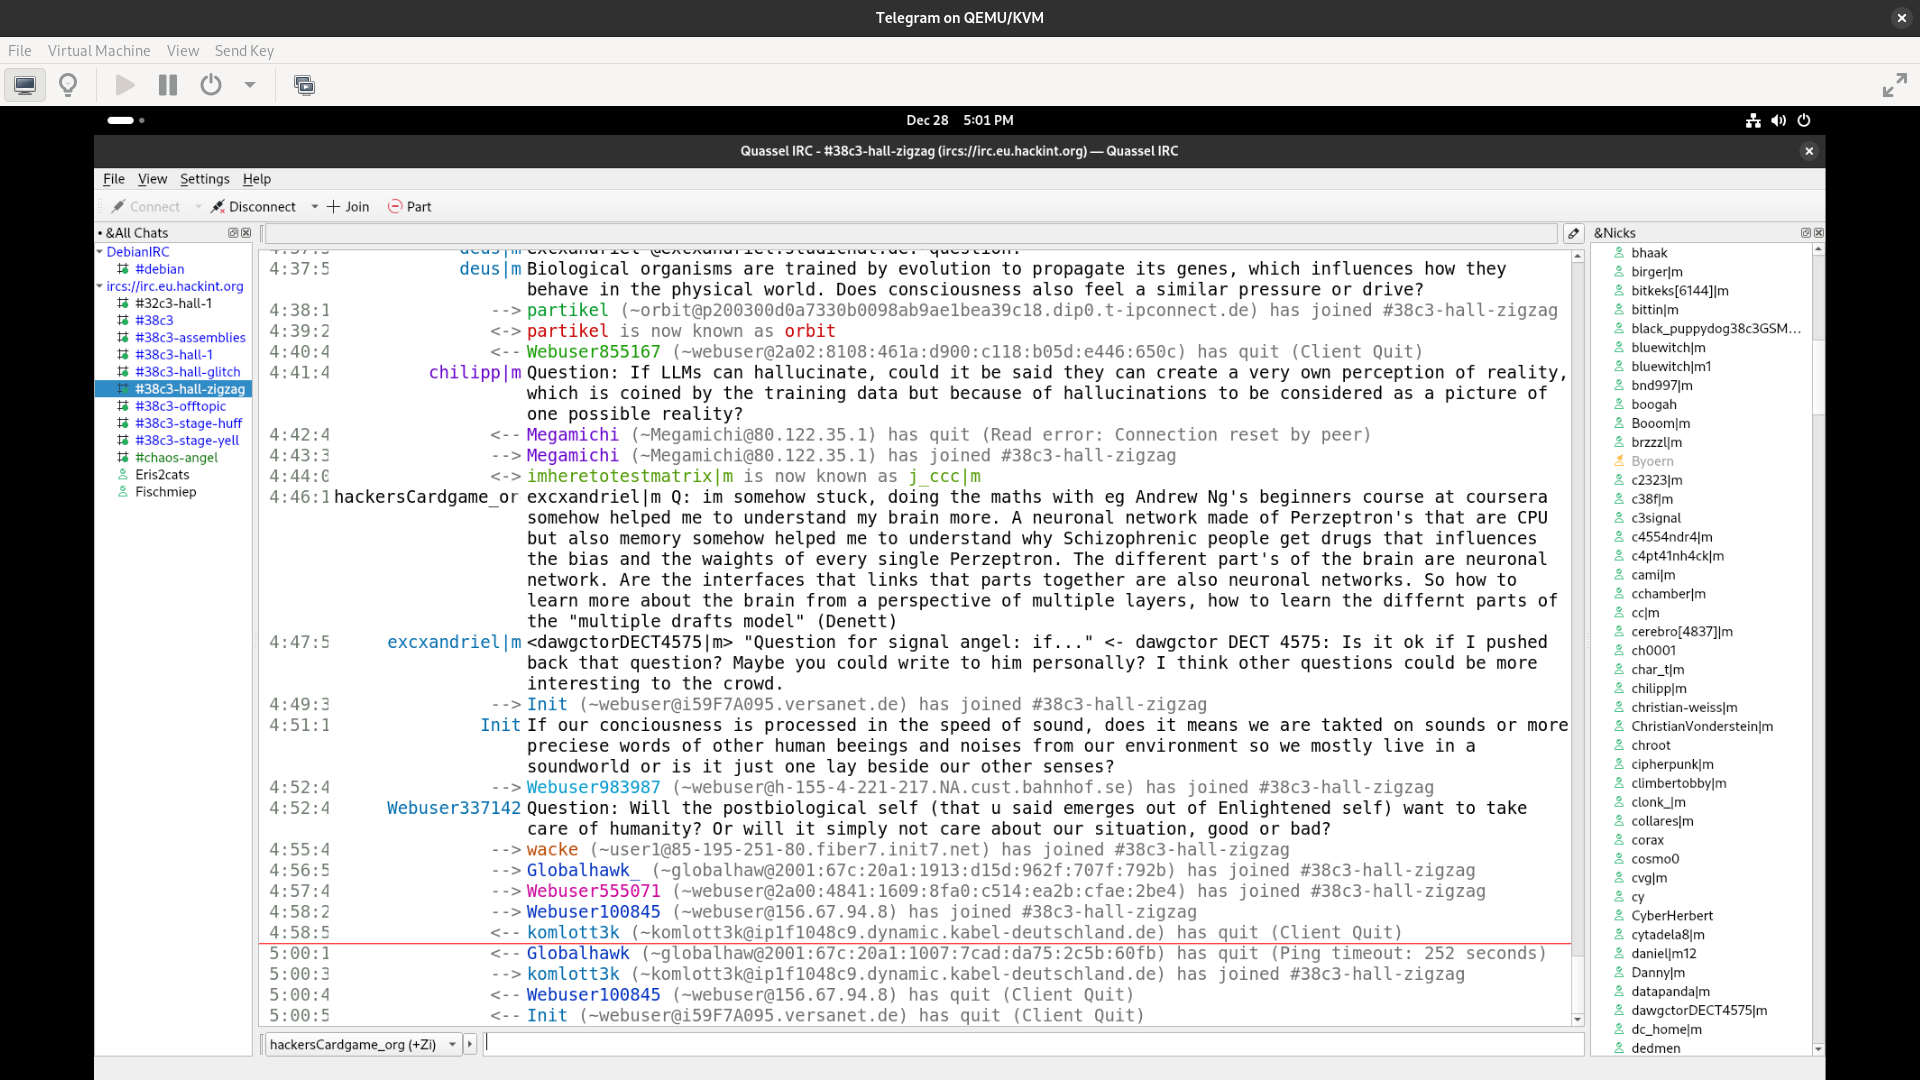 Telegram on QEMU/KVM
File Virtual Machine View Send Key
Dec 28 5:01 PM
Quassel IRC - #38c3-hall-zigzag (ircs://irc.eu.hackint.org) — Quassel IRC
File View Settings Help
Connect Disconnect Join Part
&All Chats
DebianIRC
#debian
ircs://irc.eu.hackint.org
#32c3-hall-1
#38c3
#38c3-assemblies
#38c3-hall-1
#38c3-hall-glitch
#38c3-hall-zigzag
#38c3-offtopic
#38c3-stage-huff
#38c3-stage-yell
#chaos-angel
Eris2cats
Fischmiep
4:37:5 deus|m Biological organisms are trained by evolution to propagate its genes, which influences how they
behave in the physical world. Does consciousness also feel a similar pressure or drive?
4:38:1 --> partikel (~orbit@p200300d0a7330b0098ab9ae1bea39c18.dip0.t-ipconnect.de) has joined #38c3-hall-zigzag
4:39:2 <-> partikel is now known as orbit
4:40:4 <-- Webuser855167 (~webuser@2a02:8108:461a:d900:c118:b05d:e446:650c) has quit (Client Quit)
4:41:4 chilipp|m Question: If LLMs can hallucinate, could it be said they can create a very own perception of reality,
which is coined by the training data but because of hallucinations to be considered as a picture of
one possible reality?
4:42:4 <-- Megamichi (~Megamichi@80.122.35.1) has quit (Read error: Connection reset by peer)
4:43:3 --> Megamichi (~Megamichi@80.122.35.1) has joined #38c3-hall-zigzag
4:44:0 <-> imheretotestmatrix|m is now known as j_ccc|m
4:46:1 hackersCardgame_or excxandriel|m Q: im somehow stuck, doing the maths with eg Andrew Ng's beginners course at coursera
somehow helped me to understand my brain more. A neuronal network made of Perzeptron's that are CPU
but also memory somehow helped me to understand why Schizophrenic people get drugs that influences
the bias and the waights of every single Perzeptron. The different part's of the brain are neuronal
network. Are the interfaces that links that parts together are also neuronal networks. So how to
learn more about the brain from a perspective of multiple layers, how to learn the differnt parts of
the "multiple drafts model" (Denett)
4:47:5 excxandriel|m <dawgctorDECT4575|m> "Question for signal angel: if..." <- dawgctor DECT 4575: Is it ok if I pushed
back that question? Maybe you could write to him personally? I think other questions could be more
interesting to the crowd.
4:49:3 --> Init (~webuser@i59F7A095.versanet.de) has joined #38c3-hall-zigzag
4:51:1 Init If our conciousness is processed in the speed of sound, does it means we are takted on sounds or more
preciese words of other human beeings and noises from our environment so we mostly live in a
soundworld or is it just one lay beside our other senses?
4:52:4 --> Webuser983987 (~webuser@h-155-4-221-217.NA.cust.bahnhof.se) has joined #38c3-hall-zigzag
4:52:4 Webuser337142 Question: Will the postbiological self (that u said emerges out of Enlightened self) want to take
care of humanity? Or will it simply not care about our situation, good or bad?
4:55:4 --> wacke (~user1@85-195-251-80.fiber7.init7.net) has joined #38c3-hall-zigzag
4:56:5 --> Globalhawk_ (~globalhaw@2001:67c:20a1:1913:d15d:962f:707f:792b) has joined #38c3-hall-zigzag
4:57:4 --> Webuser555071 (~webuser@2a00:4841:1609:8fa0:c514:ea2b:cfae:2be4) has joined #38c3-hall-zigzag
4:58:2 --> Webuser100845 (~webuser@156.67.94.8) has joined #38c3-hall-zigzag
4:58:5 <-- komlott3k (~komlott3k@ip1f1048c9.dynamic.kabel-deutschland.de) has quit (Client Quit)
5:00:1 <-- Globalhawk (~globalhaw@2001:67c:20a1:1007:7cad:da75:2c5b:60fb) has quit (Ping timeout: 252 seconds)
5:00:3 --> komlott3k (~komlott3k@ip1f1048c9.dynamic.kabel-deutschland.de) has joined #38c3-hall-zigzag
5:00:4 <-- Webuser100845 (~webuser@156.67.94.8) has quit (Client Quit)
5:00:5 <-- Init (~webuser@i59F7A095.versanet.de) has quit (Client Quit)
hackersCardgame_org (+Zi)
&Nicks
bhaak
birger|m
bitkeks[6144]|m
bittin|m
black_puppydog38c3GSM...
bluewitch|m
bluewitch|m1
bnd997|m
boogah
Booom|m
brzzzl|m
Byoern
c2323|m
c38f|m
c3signal
c4554ndr4|m
c4pt41nh4ck|m
cami|m
cchamber|m
cc|m
cerebro[4837]|m
ch0001
char_t|m
chilipp|m
christian-weiss|m
ChristianVonderstein|m
chroot
cipherpunk|m
climbertobby|m
clonk_|m
collares|m
corax
cosmo0
cvg|m
cy
CyberHerbert
cytadela8|m
daniel|m12
Danny|m
datapanda|m
dawgctorDECT4575|m
dc_home|m
dedmen